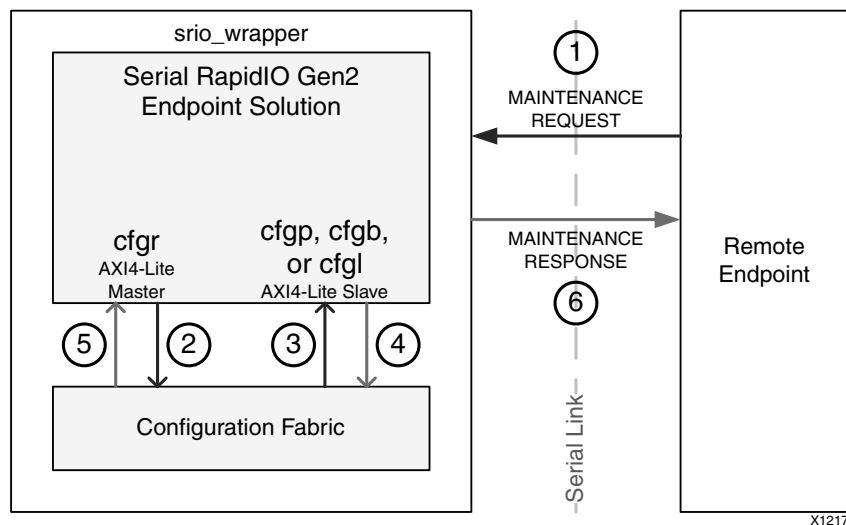 srio_wrapper
Serial RapidIO Gen2
Endpoint Solution
cfgr
AXI4-Lite
Master
cfgp, cfgb,
or cfgl
AXI4-Lite Slave
5
2
3
4
Configuration Fabric
1
MAINTENANCE
REQUEST
MAINTENANCE
RESPONSE
6
Serial Link
Remote
Endpoint
X1217